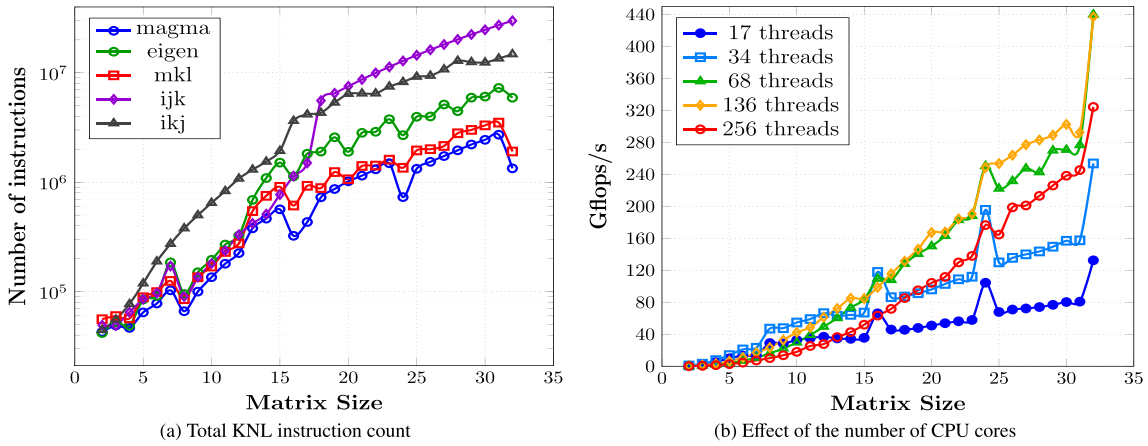 magma
eigen
mkl
ijk
ikj
Number of instructions
10^7
10^6
10^5
0 5 10 15 20 25 30 35
Matrix Size
(a) Total KNL instruction count
17 threads
34 threads
68 threads
136 threads
256 threads
Gflops/s
440
400
360
320
280
240
200
160
120
80
40
0
0 5 10 15 20 25 30 35
Matrix Size
(b) Effect of the number of CPU cores